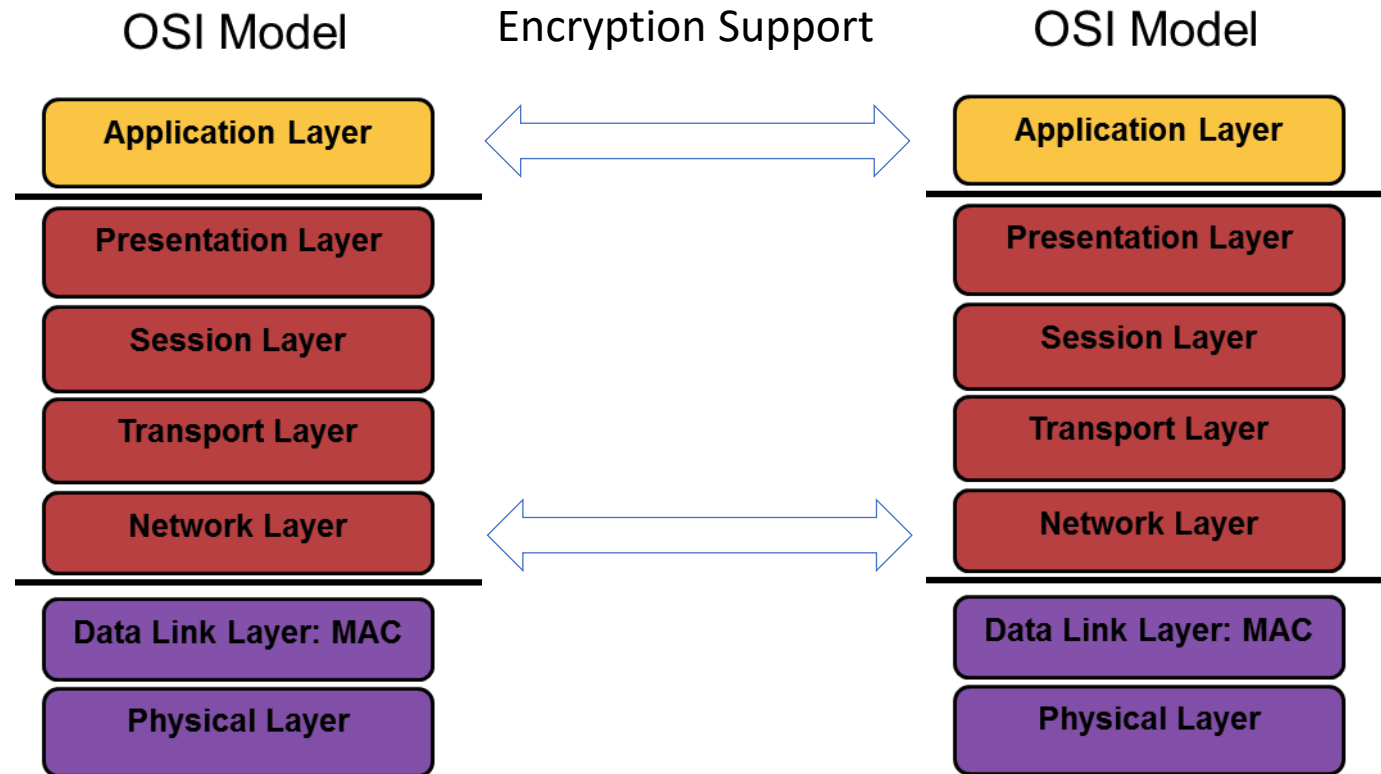 OSI Model
Encryption Support
OSI Model
Application Layer
Application Layer
Presentation Layer
Presentation Layer
Session Layer
Session Layer
Transport Layer
Transport Layer
Network Layer
Network Layer
Data Link Layer: MAC
Data Link Layer: MAC
Physical Layer
Physical Layer